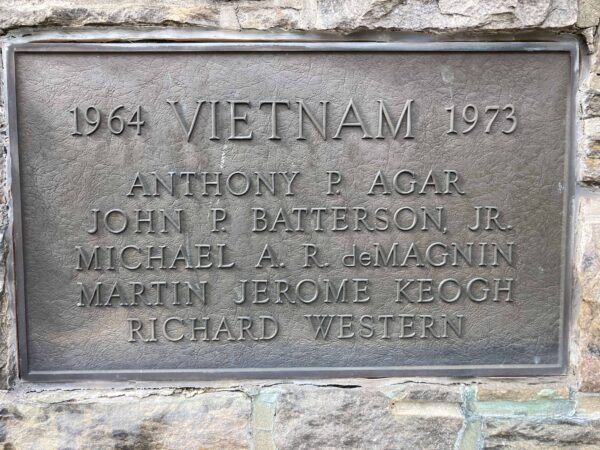 1964 VIETNAM 1973
ANTHONY P. AGAR
JOHN P. BATTERSON, JR.
MICHAEL A. R. deMAGNIN
MARTIN JEROME KEOGH
RICHARD WESTERN